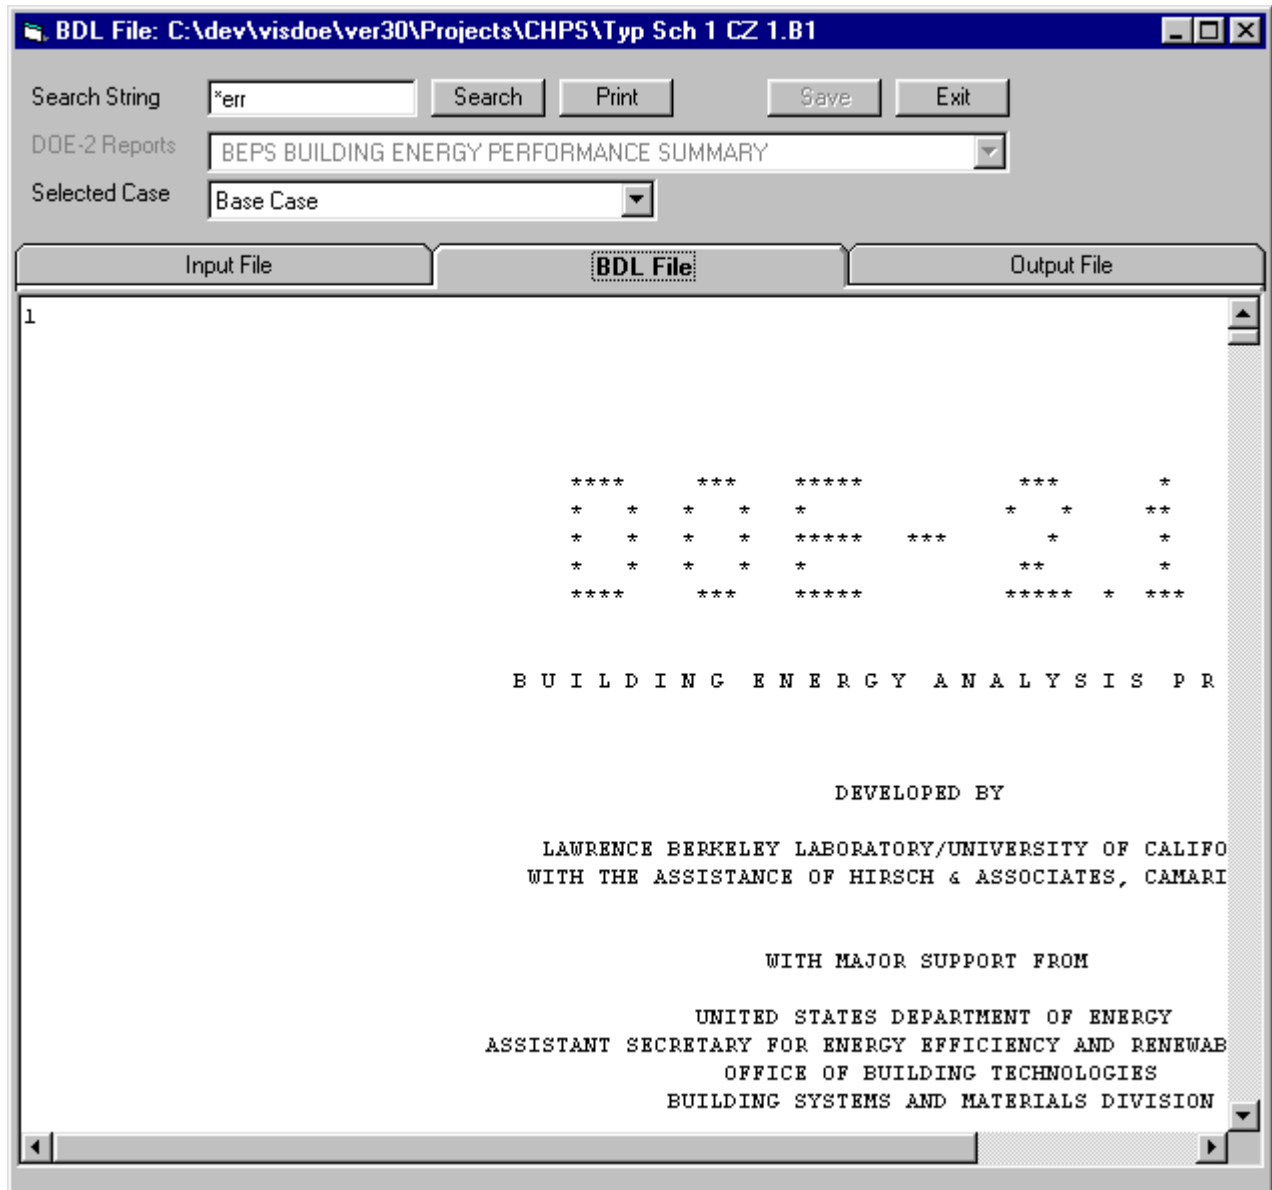 BDL File: C:\dev\visdoe\ver30\Projects\CHPS\Typ Sch 1 CZ 1.B1
Search String *err Search Print Save Exit
DOE-2 Reports BEPS BUILDING ENERGY PERFORMANCE SUMMARY
Selected Case Base Case
Input File BDL File Output File
1
**** *** ***** *** *
* * * * * * * **
* * * * ***** *** * *
* * * * * ** *
**** *** ***** ***** * ***
B U I L D I N G E N E R G Y A N A L Y S I S P R
DEVELOPED BY
LAWRENCE BERKELEY LABORATORY/UNIVERSITY OF CALIFO
WITH THE ASSISTANCE OF HIRSCH & ASSOCIATES, CAMARI
WITH MAJOR SUPPORT FROM
UNITED STATES DEPARTMENT OF ENERGY
ASSISTANT SECRETARY FOR ENERGY EFFICIENCY AND RENEWAB
OFFICE OF BUILDING TECHNOLOGIES
BUILDING SYSTEMS AND MATERIALS DIVISION